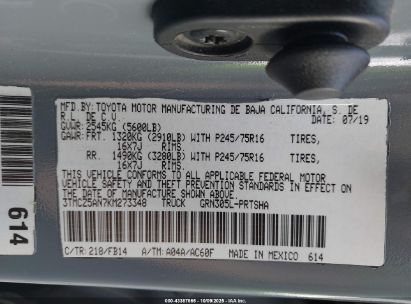 MFD.BY:TOYOTA MOTOR MANUFACTURING DE BAJA CALIFORNIA, S. DE
R.L. DE C.V. 07/19
GVWR:2545KG (5600LB)
GAWR:FRT. 1320KG (2910LB) WITH P245/75R16 TIRES,
16X7J RIMS.
RR. 1490KG (3280LB) WITH P245/75R16 TIRES,
16X7J RIMS.
THIS VEHICLE CONFORMS TO ALL APPLICABLE FEDERAL MOTOR
VEHICLE SAFETY AND THEFT PREVENTION STANDARDS IN EFFECT ON
THE DATE OF MANUFACTURE SHOWN ABOVE.
3TMCZ5AN7KM273348 TRUCK GRN305L-PRTSHA
C/TR:218/FB14 A/TM:A04A/AC60F MADE IN MEXICO 614
614